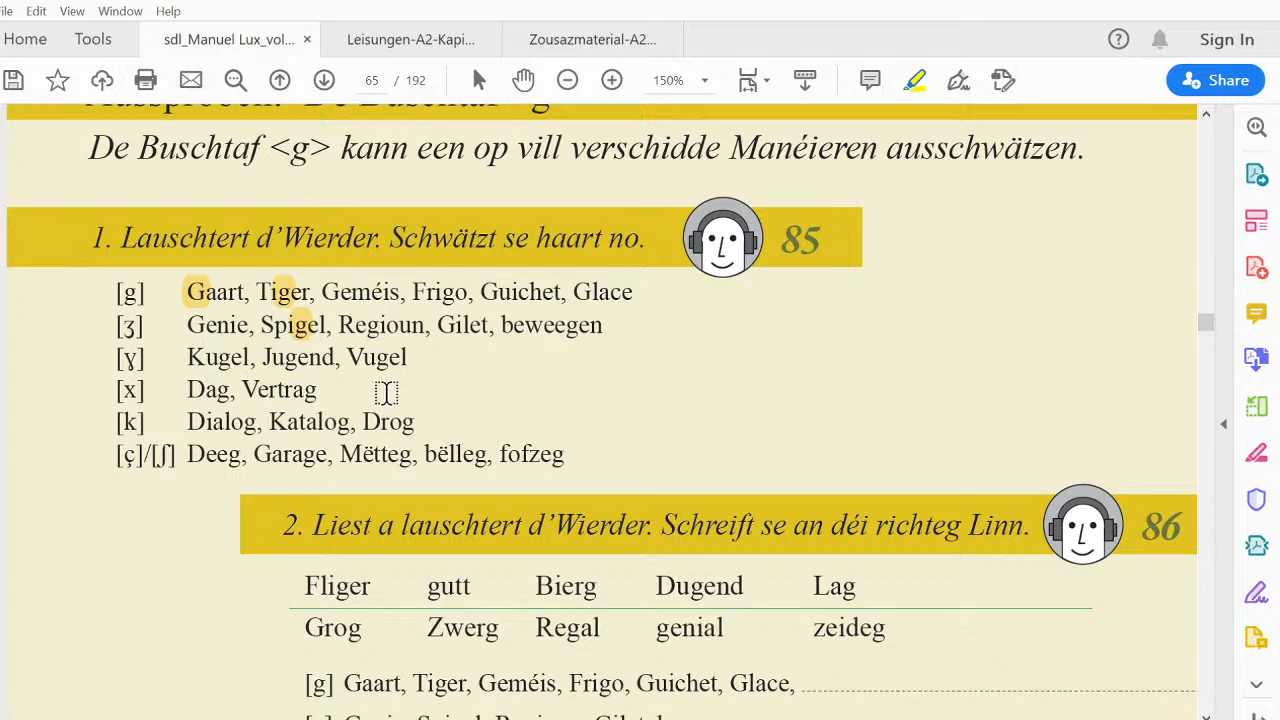 File Edit View Window Help
Home Tools sdl_Manuel Lux_vol... × Leisungen-A2-Kapi... Zousazmaterial-A2... Sign In
65 / 192 150% Share
De Buschtaf <g> kann een op vill verschidde Manéieren ausschwätzen.
1. Lauschtert d’Wierder. Schwätzt se haart no. 85
[g] Gaart, Tiger, Geméis, Frigo, Guichet, Glace
[ʒ] Genie, Spigel, Regioun, Gilet, beweegen
[ɣ] Kugel, Jugend, Vugel
[x] Dag, Vertrag
[k] Dialog, Katalog, Drog
[ç]/[ʃ] Deeg, Garage, Mëtteg, bëlleg, fofzeg
2. Liest a lauschtert d’Wierder. Schreift se an déi richteg Linn. 86
Fliger gutt Bierg Dugend Lag
Grog Zwerg Regal genial zeideg
[g] Gaart, Tiger, Geméis, Frigo, Guichet, Glace,